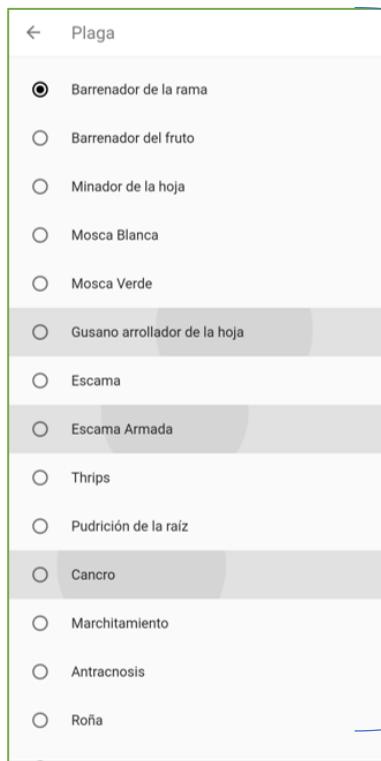 Plaga
Barrenador de la rama
Barrenador del fruto
Minador de la hoja
Mosca Blanca
Mosca Verde
Gusano arrollador de la hoja
Escama
Escama Armada
Thrips
Pudrición de la raíz
Cancro
Marchitamiento
Antracnosis
Roña